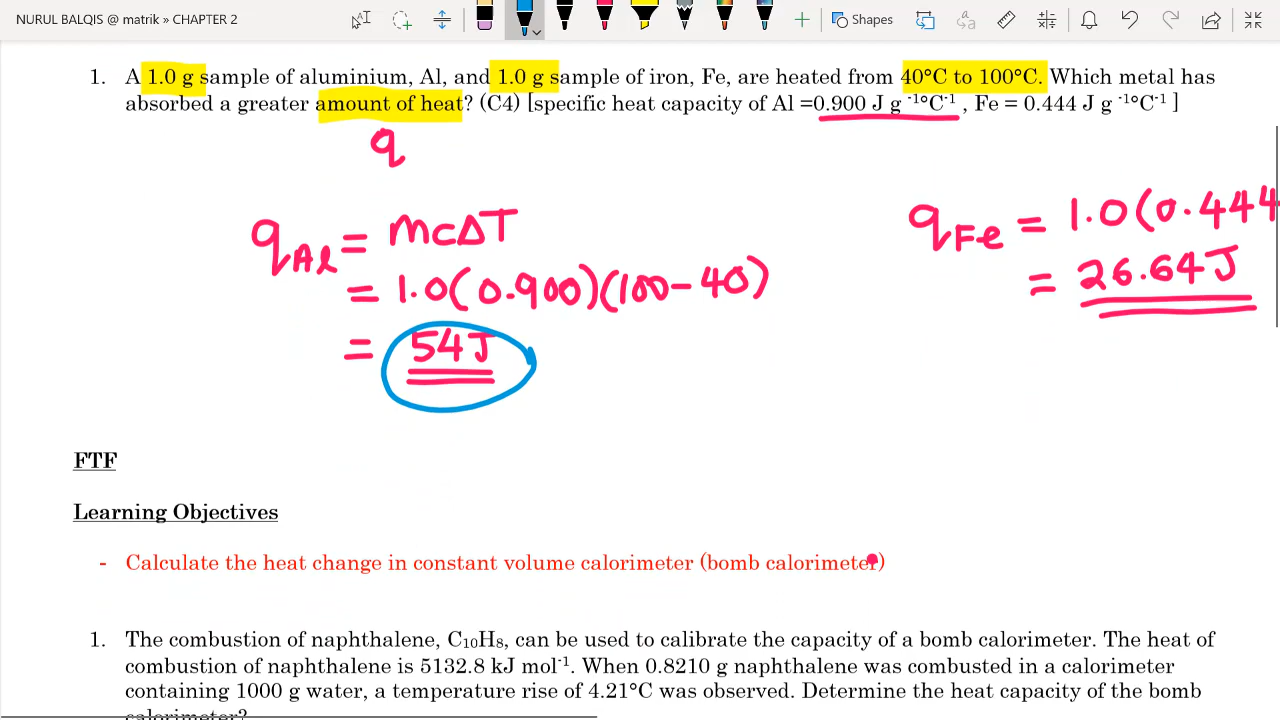 NURUL BALQIS @ matrik » CHAPTER 2
Shapes
1. A 1.0 g sample of aluminium, Al, and 1.0 g sample of iron, Fe, are heated from 40°C to 100°C. Which metal has
absorbed a greater amount of heat? (C4) [specific heat capacity of Al =0.900 J g ⁻¹°C⁻¹ , Fe = 0.444 J g ⁻¹°C⁻¹ ]
q
qAl = mcΔT
= 1.0(0.900)(100-40)
= 54J
qFe = 1.0(0.444
= 26.64J
FTF
Learning Objectives
- Calculate the heat change in constant volume calorimeter (bomb calorimeter)
1. The combustion of naphthalene, C₁₀H₈, can be used to calibrate the capacity of a bomb calorimeter. The heat of
combustion of naphthalene is 5132.8 kJ mol⁻¹. When 0.8210 g naphthalene was combusted in a calorimeter
containing 1000 g water, a temperature rise of 4.21°C was observed. Determine the heat capacity of the bomb
calorimeter?